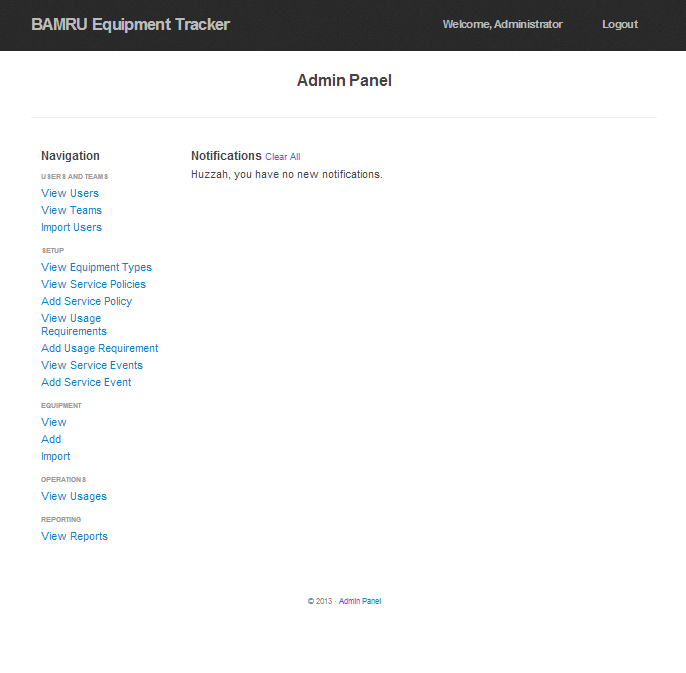 BAMRU Equipment Tracker
Welcome, Administrator
Logout
Admin Panel
Navigation
USERS AND TEAMS
View Users
View Teams
Import Users
SETUP
View Equipment Types
View Service Policies
Add Service Policy
View Usage
Requirements
Add Usage Requirement
View Service Events
Add Service Event
EQUIPMENT
View
Add
Import
OPERATIONS
View Usages
REPORTING
View Reports
Notifications Clear All
Huzzah, you have no new notifications.
© 2013 · Admin Panel